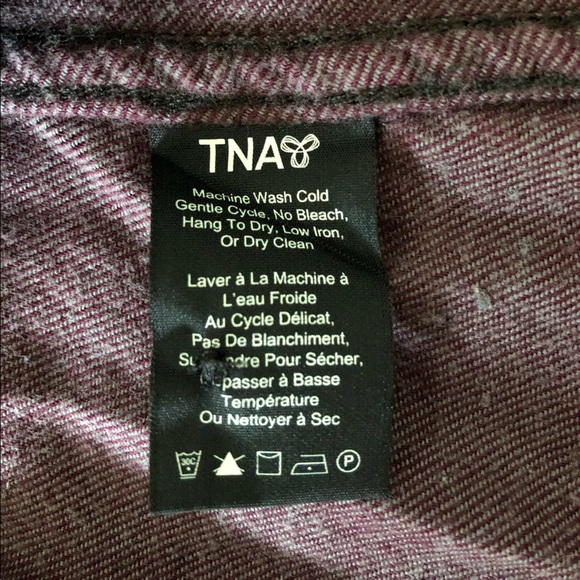 TNA
Machine Wash Cold
Gentle Cycle, No Bleach,
Hang To Dry, Low Iron,
Or Dry Clean
Laver à La Machine à
L'eau Froide
Au Cycle Délicat,
Pas De Blanchiment,
Pour Sécher,
à Basse
Température
Ou Nettoyer à Sec
30C
P